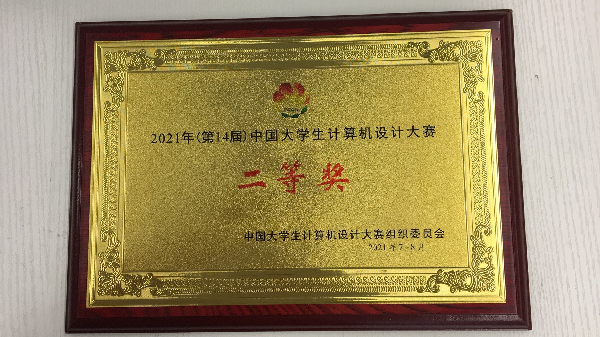 2021年(第14届)中国大学生计算机设计大赛
二等奖
中国大学生计算机设计大赛组织委员会
2021年7-8月